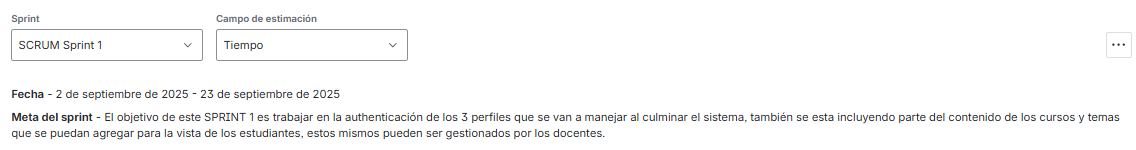 Sprint
Campo de estimación
SCRUM Sprint 1
Tiempo
Fecha - 2 de septiembre de 2025 - 23 de septiembre de 2025
Meta del sprint - El objetivo de este SPRINT 1 es trabajar en la authenticación de los 3 perfiles que se van a manejar al culminar el sistema, también se esta incluyendo parte del contenido de los cursos y temas
que se puedan agregar para la vista de los estudiantes, estos mismos pueden ser gestionados por los docentes.